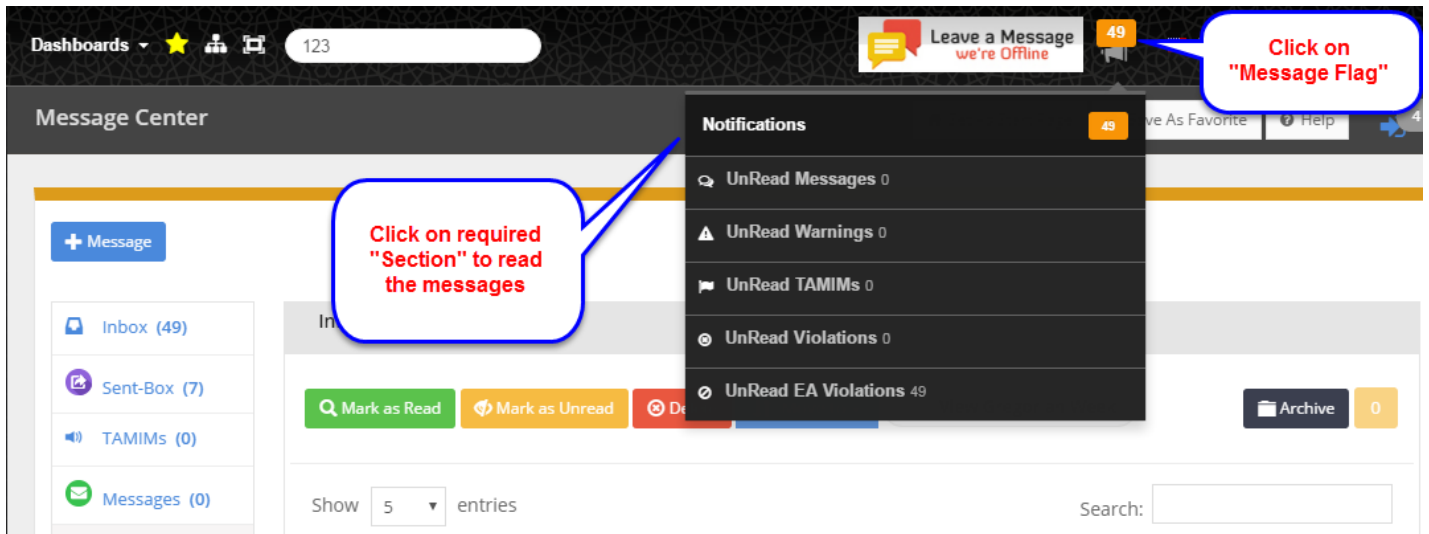 Dashboards
123
Leave a Message
we're Offline
49
Click on
"Message Flag"
Message Center
Notifications
49
ve As Favorite
Help
4
UnRead Messages 0
Click on required
"Section" to read
the messages
+ Message
UnRead Warnings 0
UnRead TAMIMs 0
Inbox (49)
In
UnRead Violations 0
Sent-Box (7)
UnRead EA Violations 49
Mark as Read
Mark as Unread
De
Archive
0
TAMIMs (0)
Messages (0)
Show 5 entries
Search: